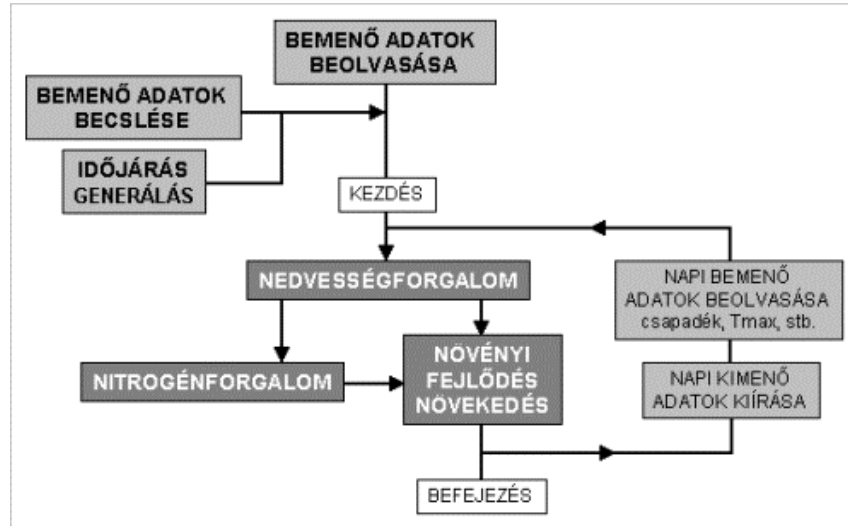 BEMENŐ ADATOK
BEOLVASÁSA
BEMENŐ ADATOK
BECSLÉSE
IDŐJÁRÁS
GENERÁLÁS
KEZDÉS
NEDVESSÉGFORGALOM
NAPI BEMENŐ
ADATOK BEOLVASÁSA
csapadék, Tmax, stb.
NITROGÉNFORGALOM
NÖVÉNYI
FEJLŐDÉS
NÖVEKEDÉS
NAPI KIMENŐ
ADATOK KIÍRÁSA
BEFEJEZÉS